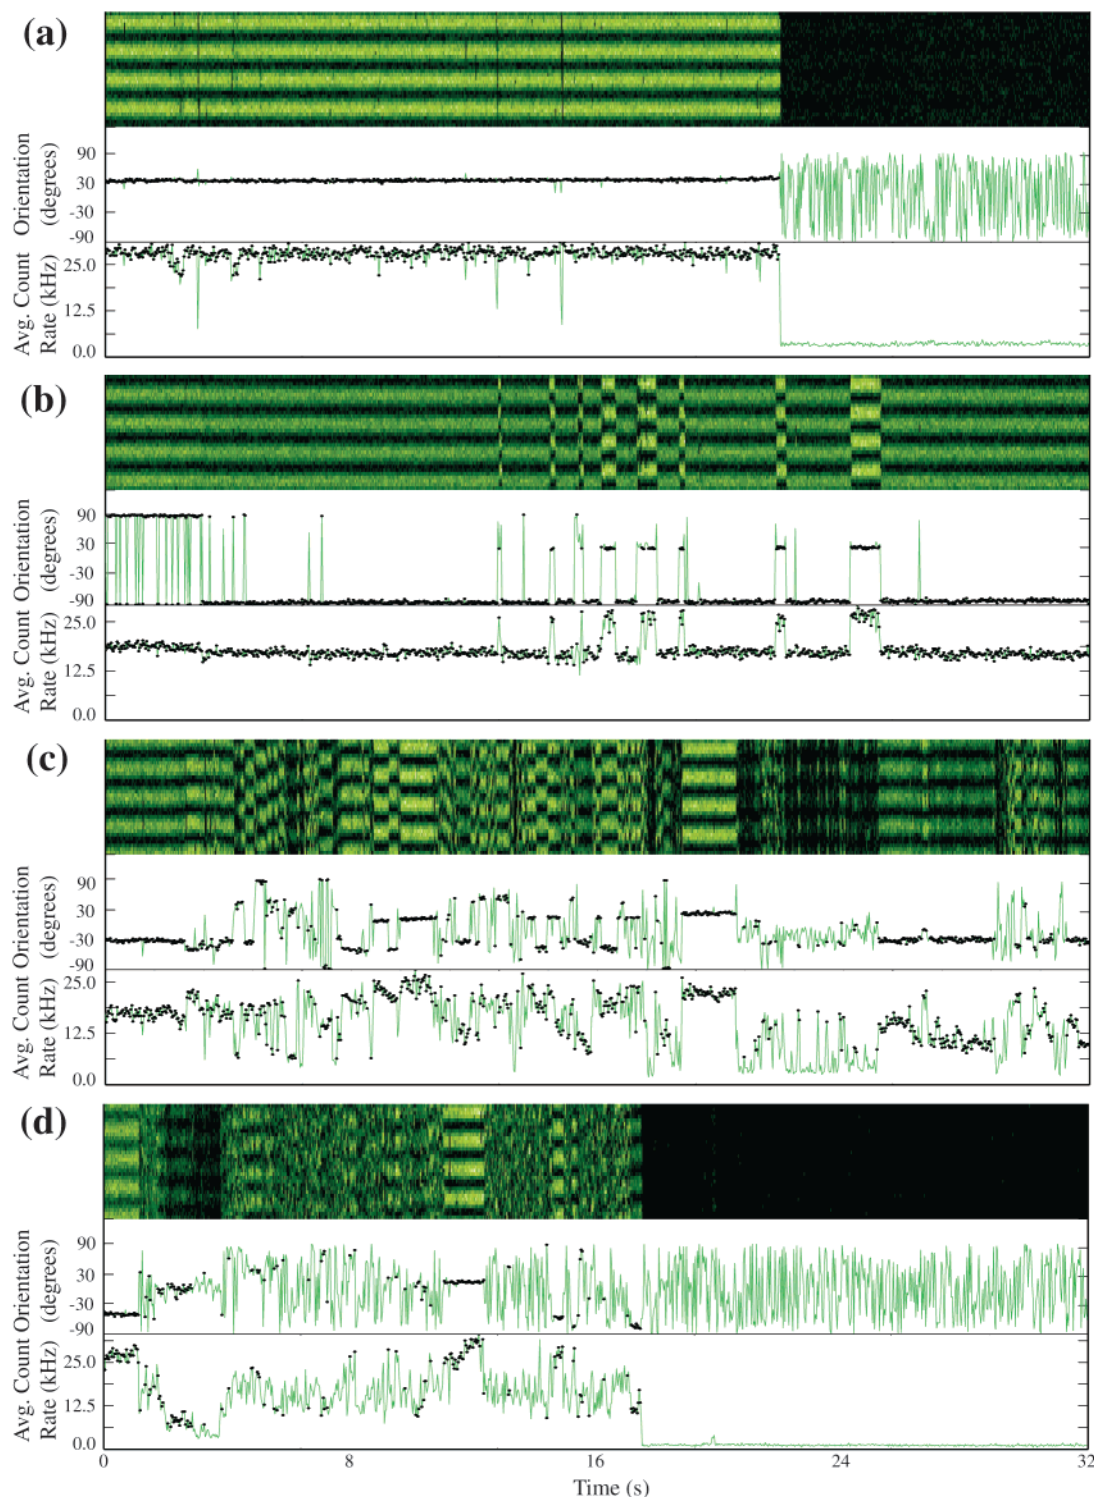 (a)
Orientation
(degrees)
90
30
-30
-90
Avg. Count
Rate (kHz)
25.0
12.5
0.0
(b)
Orientation
(degrees)
90
30
-30
-90
Avg. Count
Rate (kHz)
25.0
12.5
0.0
(c)
Orientation
(degrees)
90
30
-30
-90
Avg. Count
Rate (kHz)
25.0
12.5
0.0
(d)
Orientation
(degrees)
90
30
-30
-90
Avg. Count
Rate (kHz)
25.0
12.5
0.0
0 8 16 24 32
Time (s)